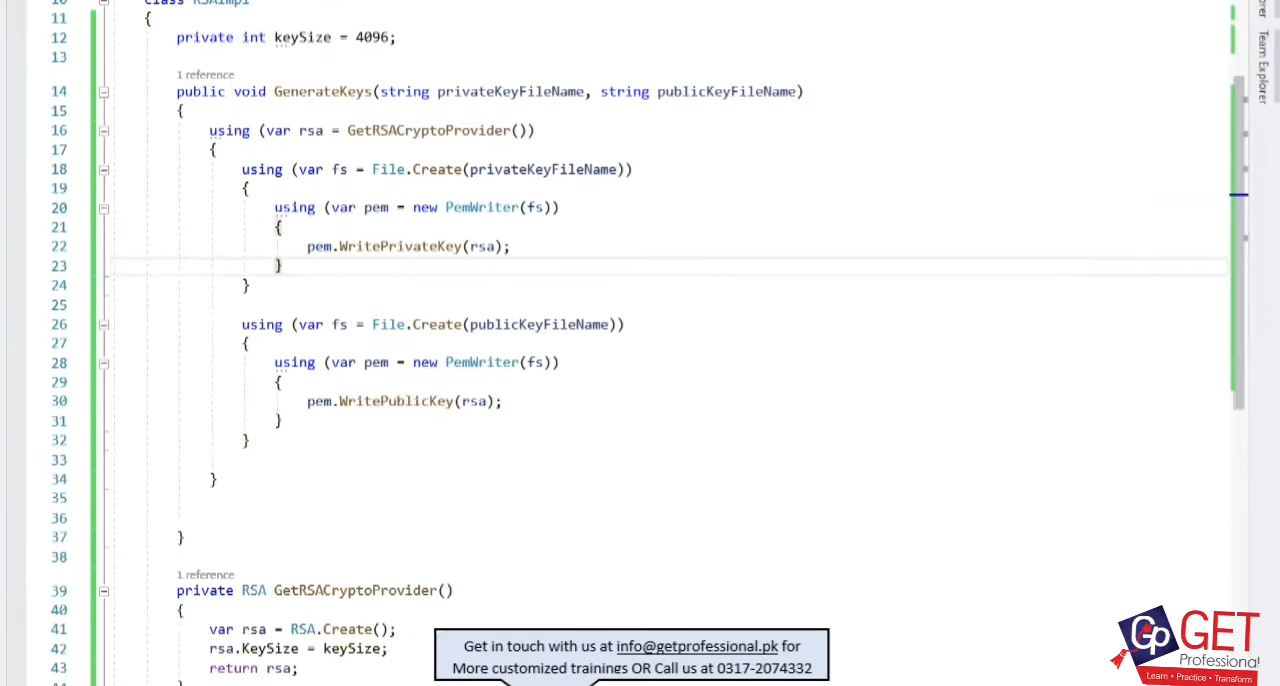 10 class RSAImpl
11 {
12 private int keySize = 4096;
13
1 reference
14 public void GenerateKeys(string privateKeyFileName, string publicKeyFileName)
15 {
16 using (var rsa = GetRSACryptoProvider())
17 {
18 using (var fs = File.Create(privateKeyFileName))
19 {
20 using (var pem = new PemWriter(fs))
21 {
22 pem.WritePrivateKey(rsa);
23 }
24 }
25
26 using (var fs = File.Create(publicKeyFileName))
27 {
28 using (var pem = new PemWriter(fs))
29 {
30 pem.WritePublicKey(rsa);
31 }
32 }
33
34 }
35
36
37 }
38
1 reference
39 private RSA GetRSACryptoProvider()
40 {
41 var rsa = RSA.Create();
42 rsa.KeySize = keySize;
43 return rsa;
Team Explorer
Get in touch with us at info@getprofessional.pk for
More customized trainings OR Call us at 0317-2074332
Gp GET
Professional
Learn • Practice • Transform